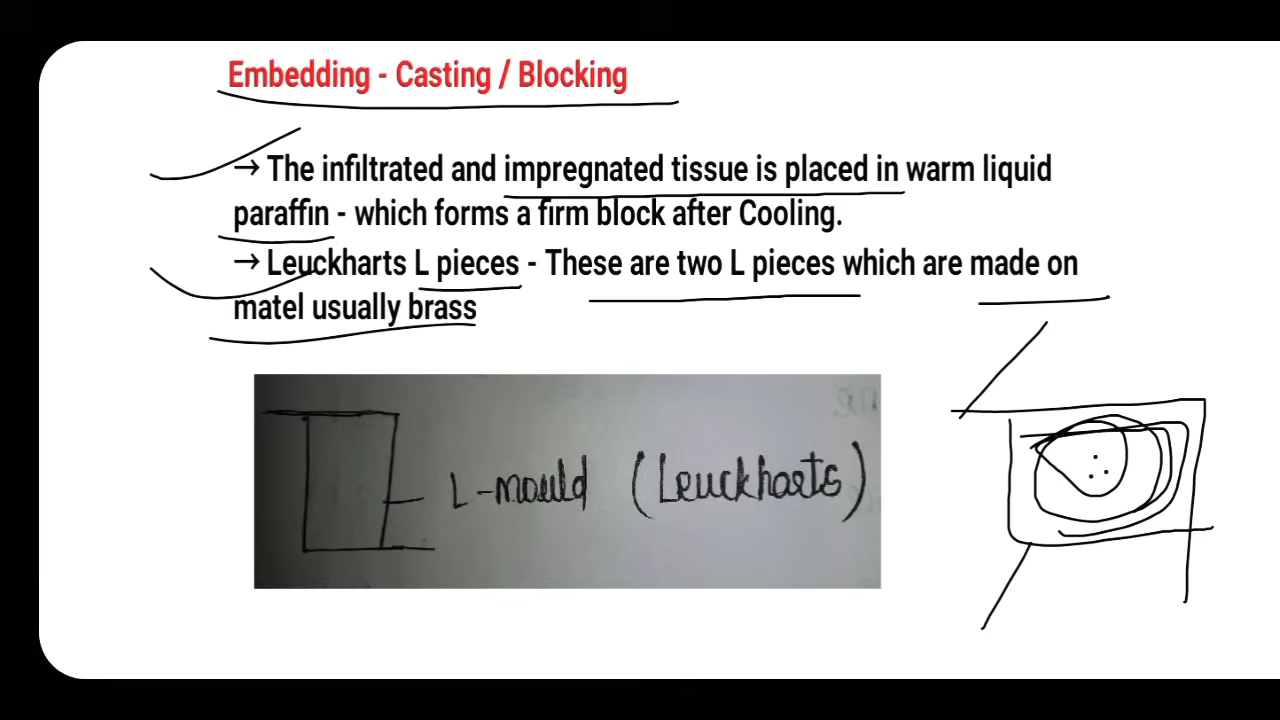 Embedding - Casting / Blocking
→ The infiltrated and impregnated tissue is placed in warm liquid
paraffin - which forms a firm block after Cooling.
→ Leuckharts L pieces - These are two L pieces which are made on
matel usually brass
L-mould (Leuckharts)